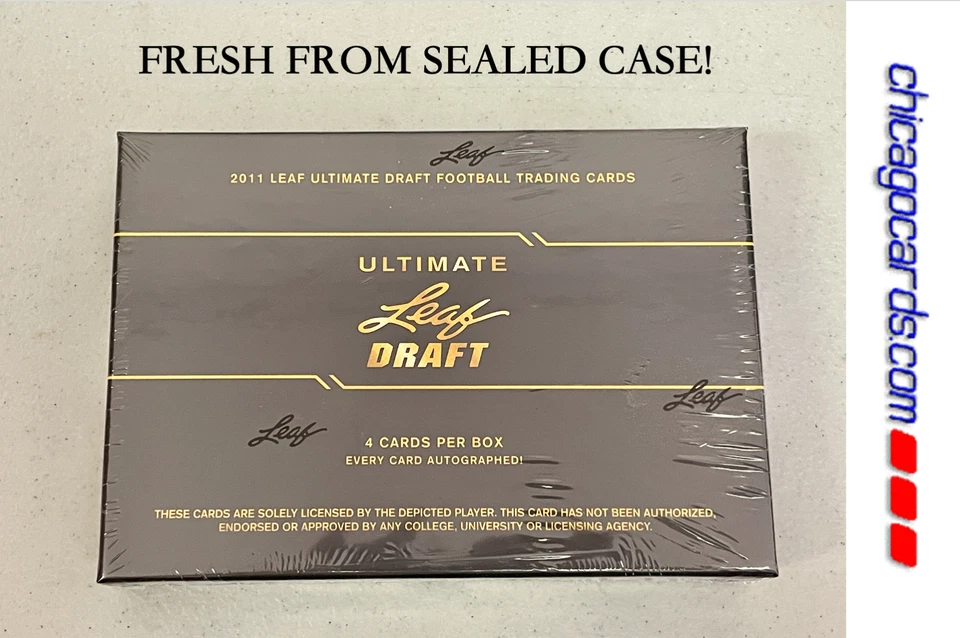 FRESH FROM SEALED CASE!
Leaf
2011 LEAF ULTIMATE DRAFT FOOTBALL TRADING CARDS
ULTIMATE
Leaf
DRAFT
Leaf
Leaf
4 CARDS PER BOX
EVERY CARD AUTOGRAPHED!
THESE CARDS ARE SOLELY LICENSED BY THE DEPICTED PLAYER. THIS CARD HAS NOT BEEN AUTHORIZED,
ENDORSED OR APPROVED BY ANY COLLEGE, UNIVERSITY OR LICENSING AGENCY.
chicagocards.com